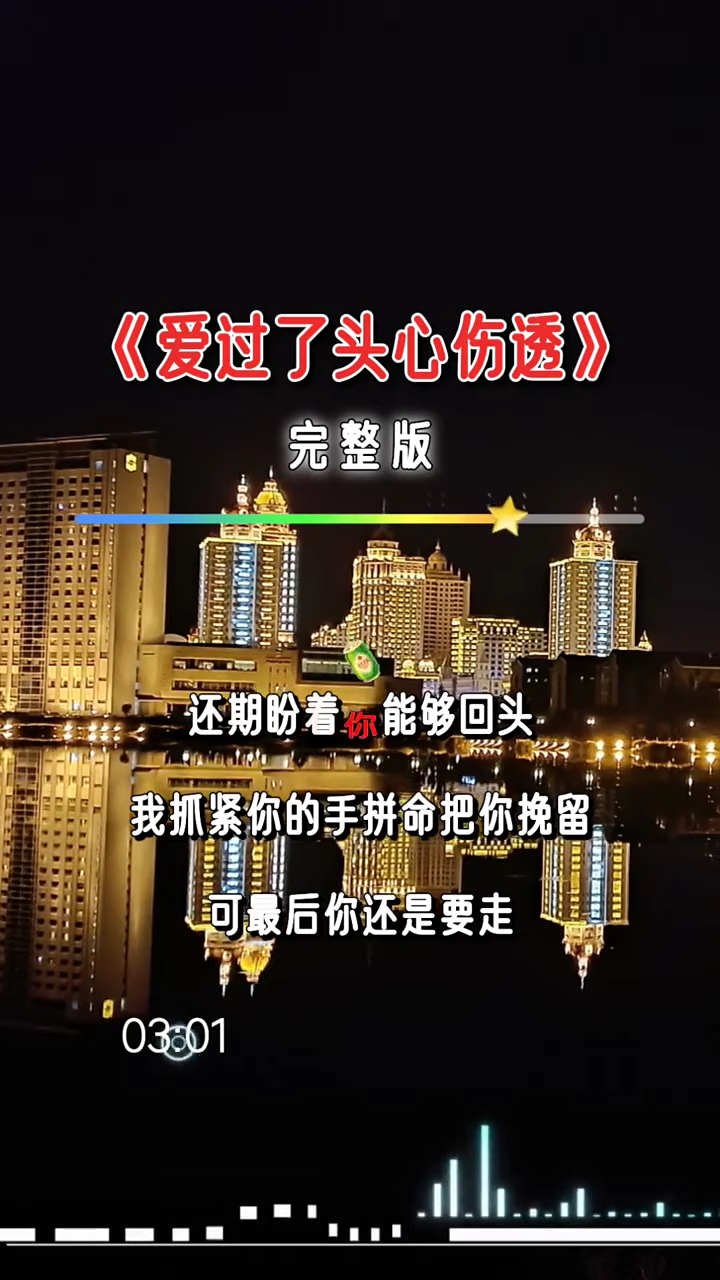 《爱过了头心伤透》
完整版
还期盼着你能够回头
我抓紧你的手拼命把你挽留
可最后你还是要走
03:01